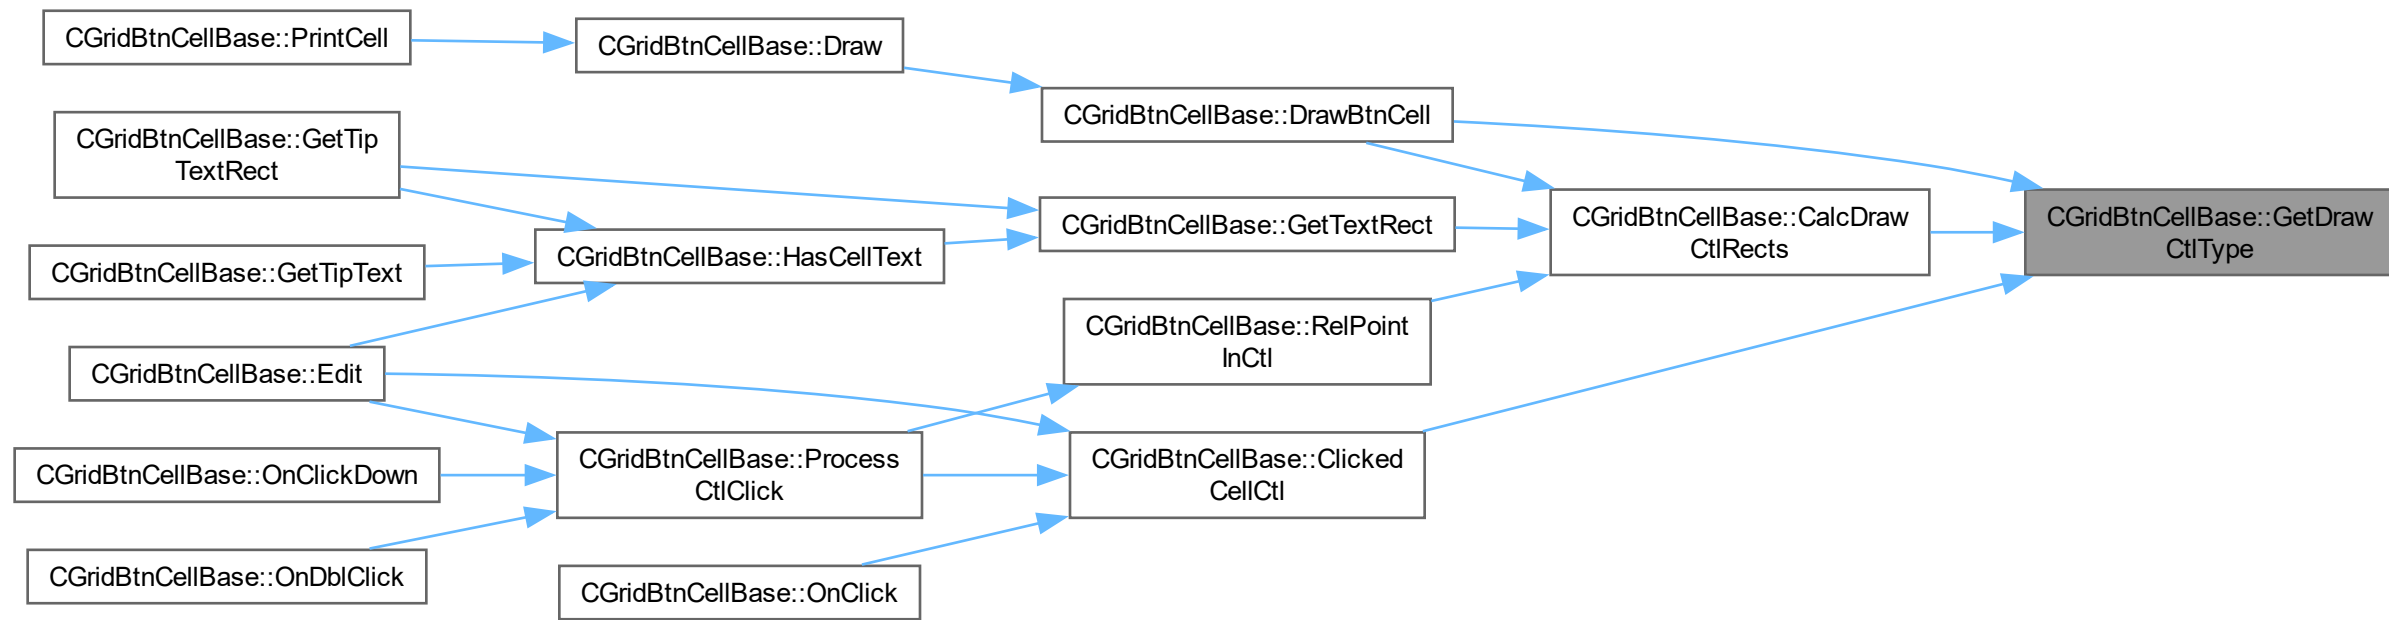 CGridBtnCellBase::PrintCell
CGridBtnCellBase::Draw
CGridBtnCellBase::DrawBtnCell
CGridBtnCellBase::GetTip
TextRect
CGridBtnCellBase::GetTextRect
CGridBtnCellBase::CalcDraw
CtlRects
CGridBtnCellBase::GetDraw
CtlType
CGridBtnCellBase::HasCellText
CGridBtnCellBase::GetTipText
CGridBtnCellBase::RelPoint
InCtl
CGridBtnCellBase::Edit
CGridBtnCellBase::OnClickDown
CGridBtnCellBase::Process
CtlClick
CGridBtnCellBase::Clicked
CellCtl
CGridBtnCellBase::OnDblClick
CGridBtnCellBase::OnClick